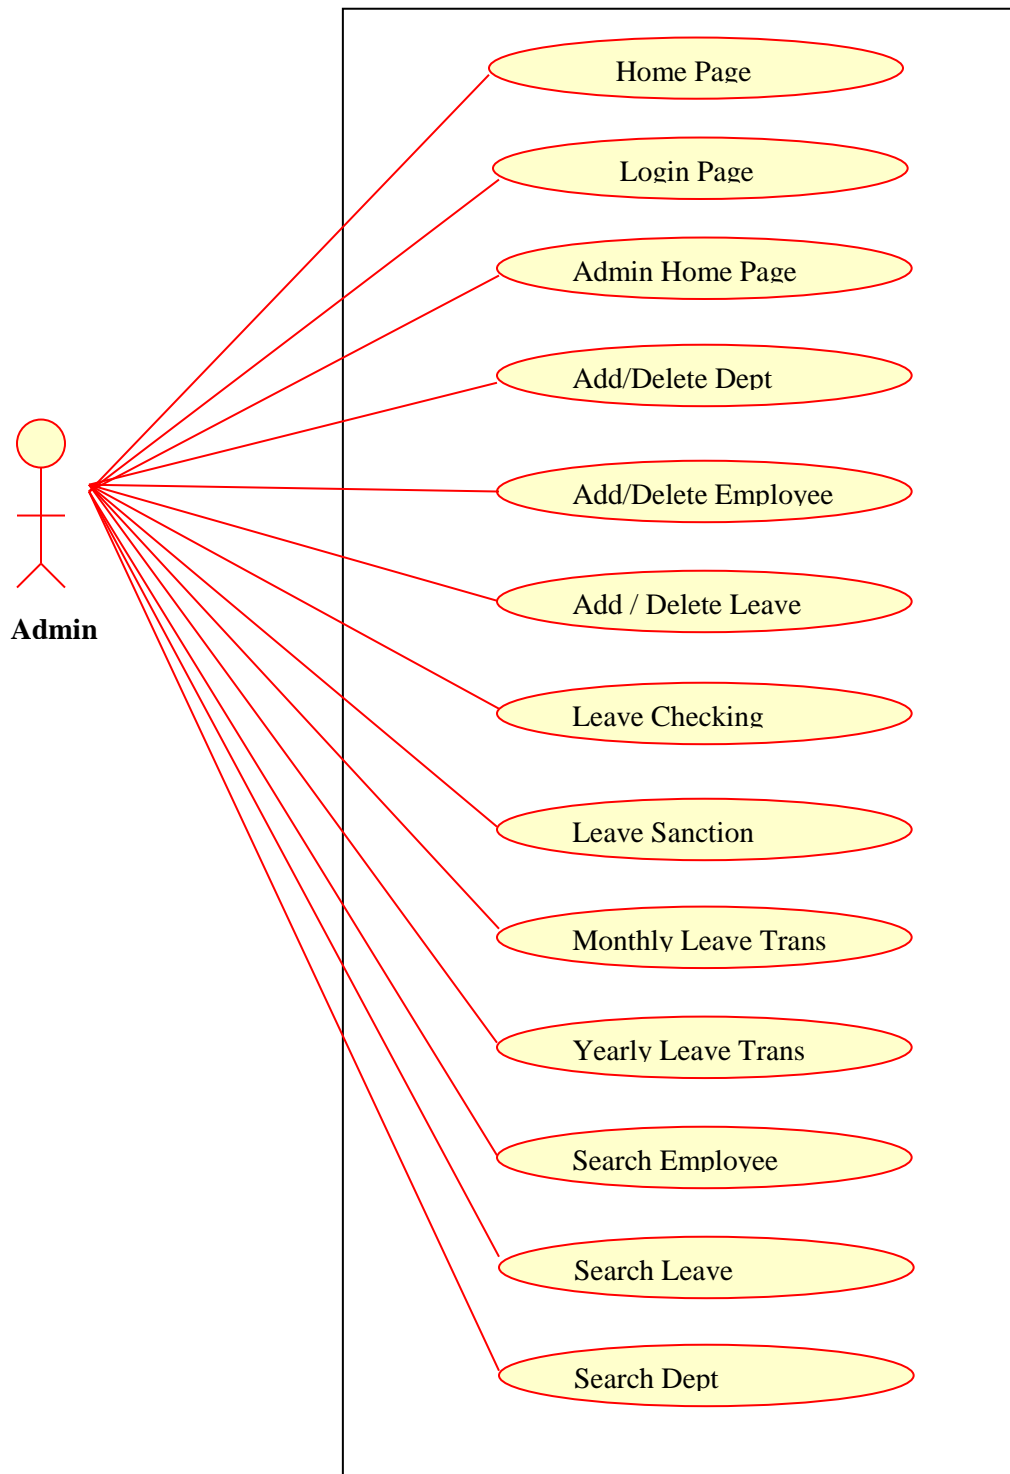 Home Page
Login Page
Admin Home Page
Add/Delete Dept
Add/Delete Employee
Add / Delete Leave
Admin
Leave Checking
Leave Sanction
Monthly Leave Trans
Yearly Leave Trans
Search Employee
Search Leave
Search Dept